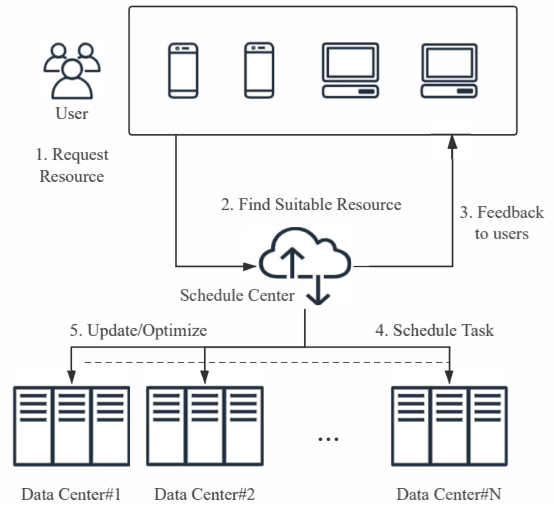 User
1. Request
Resource
2. Find Suitable Resource
3. Feedback
to users
Schedule Center
5. Update/Optimize
4. Schedule Task
...
Data Center#1
Data Center#2
Data Center#N